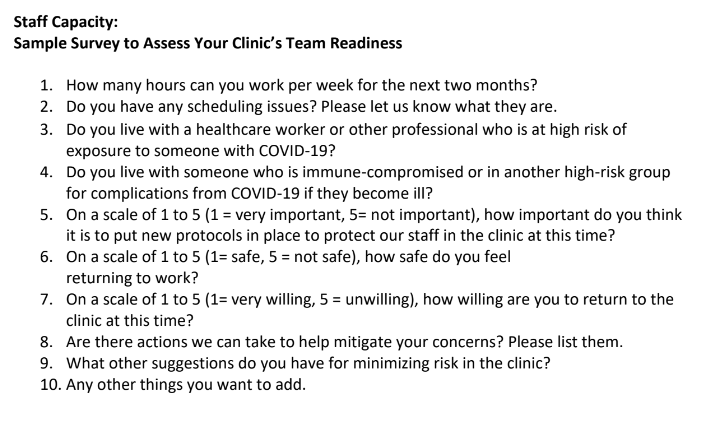 Staff Capacity:
Sample Survey to Assess Your Clinic's Team Readiness
1. How many hours can you work per week for the next two months?
2. Do you have any scheduling issues? Please let us know what they are.
3. Do you live with a healthcare worker or other professional who is at high risk of
exposure to someone with COVID-19?
4. Do you live with someone who is immune-compromised or in another high-risk group
for complications from COVID-19 if they become ill?
5. On a scale of 1 to 5 (1 = very important, 5= not important), how important do you think
it is to put new protocols in place to protect our staff in the clinic at this time?
6. On a scale of 1 to 5 (1= safe, 5 = not safe), how safe do you feel
returning to work?
7. On a scale of 1 to 5 (1= very willing, 5 = unwilling), how willing are you to return to the
clinic at this time?
8. Are there actions we can take to help mitigate your concerns? Please list them.
9. What other suggestions do you have for minimizing risk in the clinic?
10. Any other things you want to add.